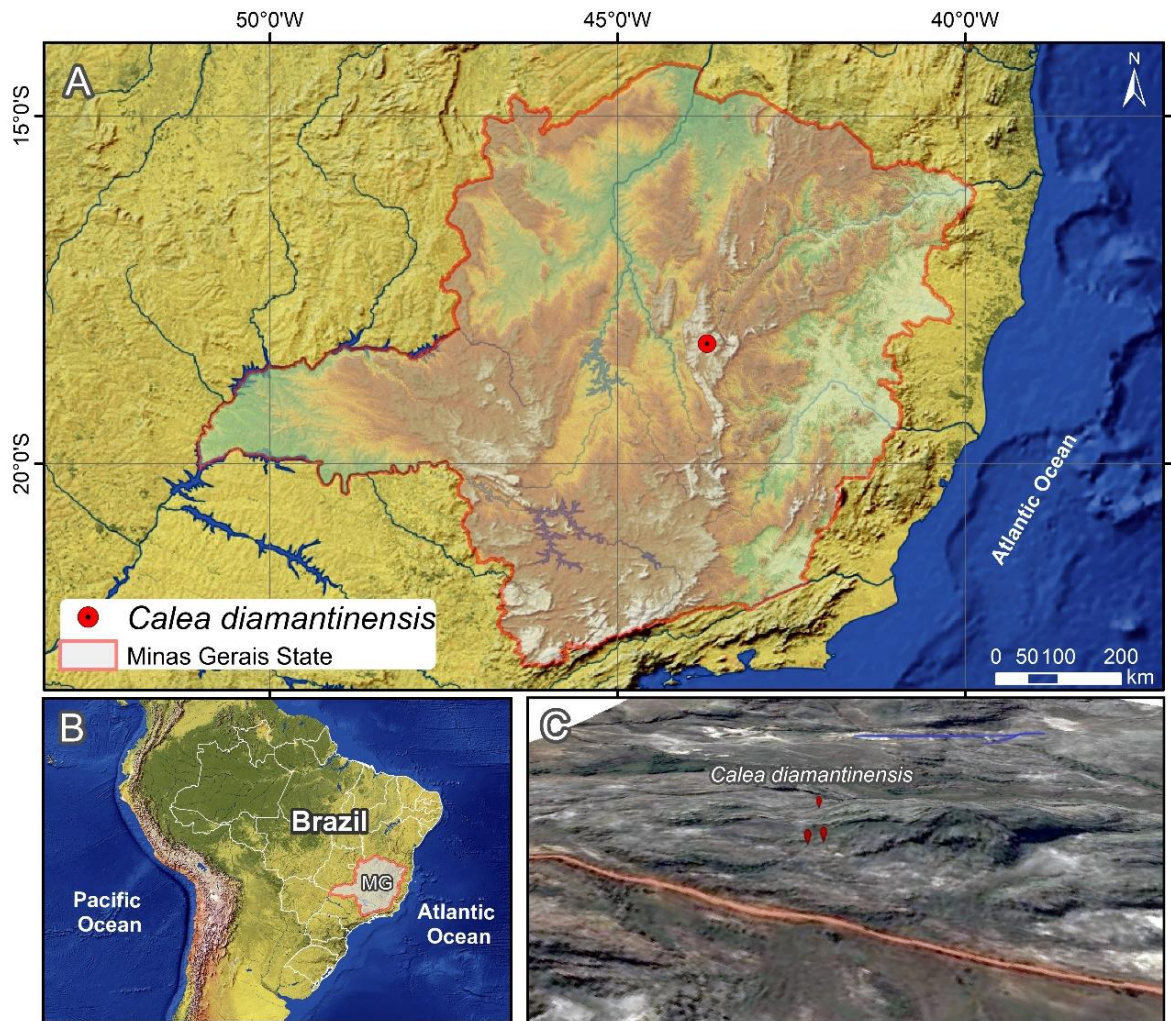 50°0'W
45°0'W
40°0'W
A
N
15°0'S
20°0'S
Atlantic Ocean
Calea diamantinensis
Minas Gerais State
0 50 100 200
km
B
Brazil
MG
Pacific
Ocean
Atlantic
Ocean
C
Calea diamantinensis